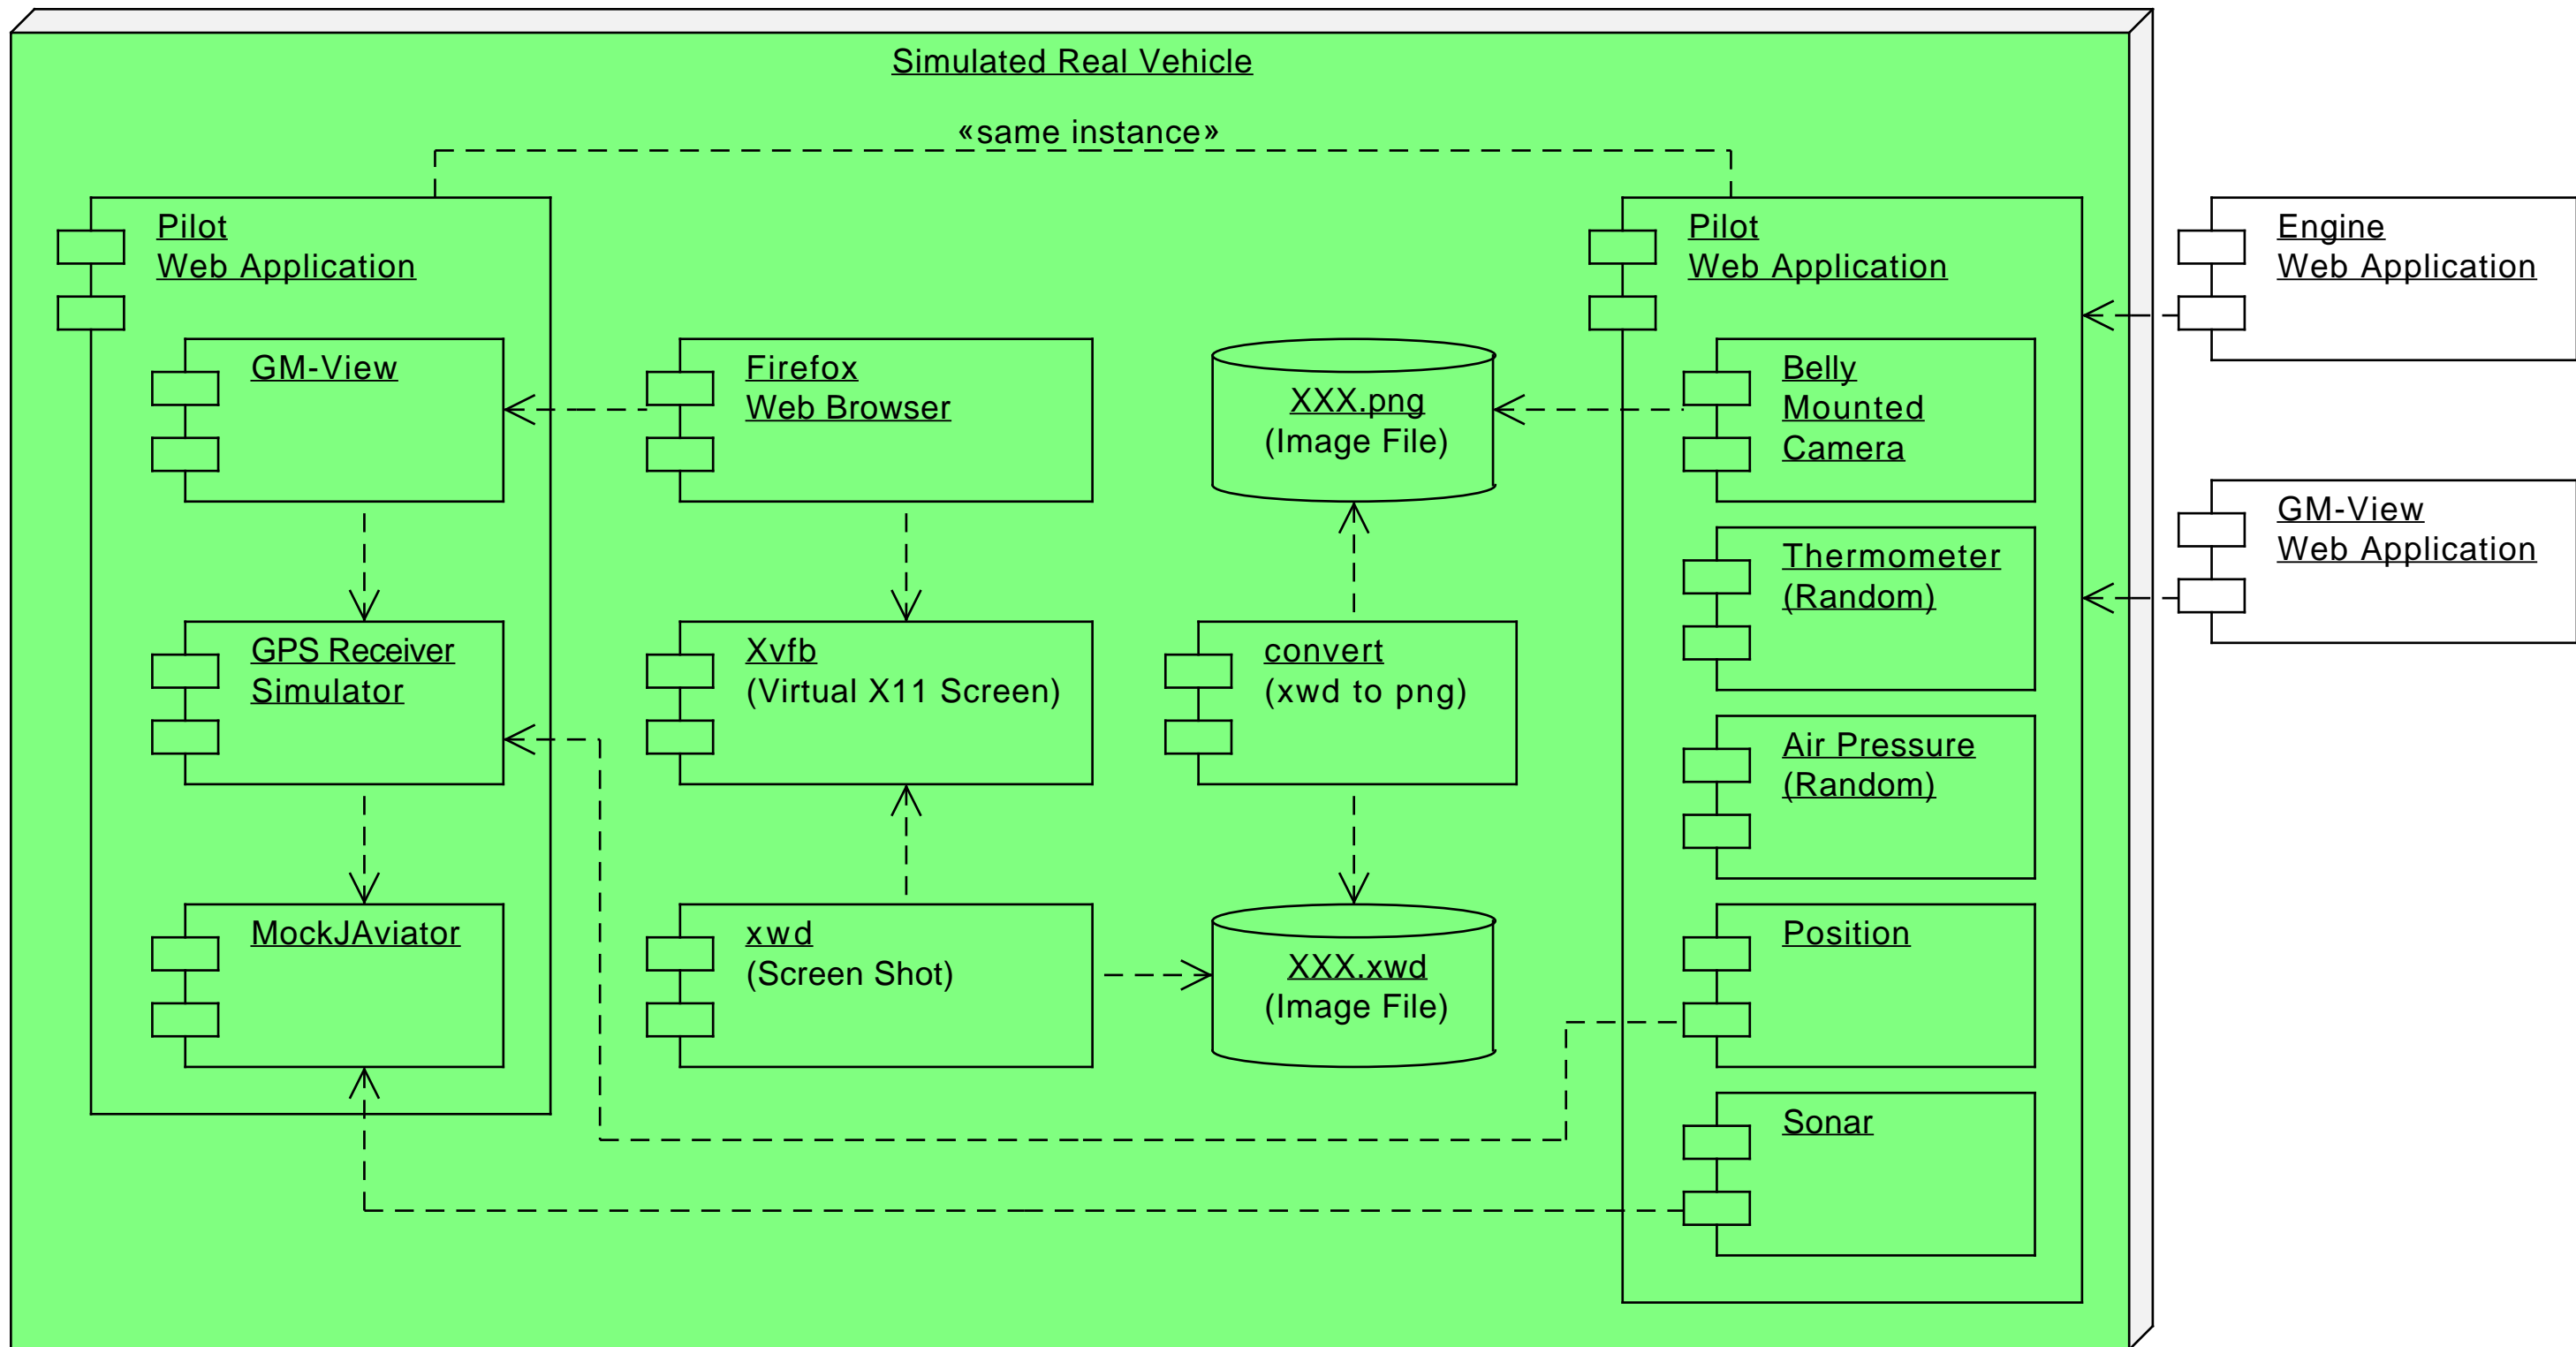 Simulated Real Vehicle
«same instance»
Pilot
Web Application
GM-View
GPS Receiver
Simulator
MockJAviator
Firefox
Web Browser
Xvfb
(Virtual X11 Screen)
xwd
(Screen Shot)
XXX.png
(Image File)
convert
(xwd to png)
XXX.xwd
(Image File)
Pilot
Web Application
Belly
Mounted
Camera
Thermometer
(Random)
Air Pressure
(Random)
Position
Sonar
Engine
Web Application
GM-View
Web Application